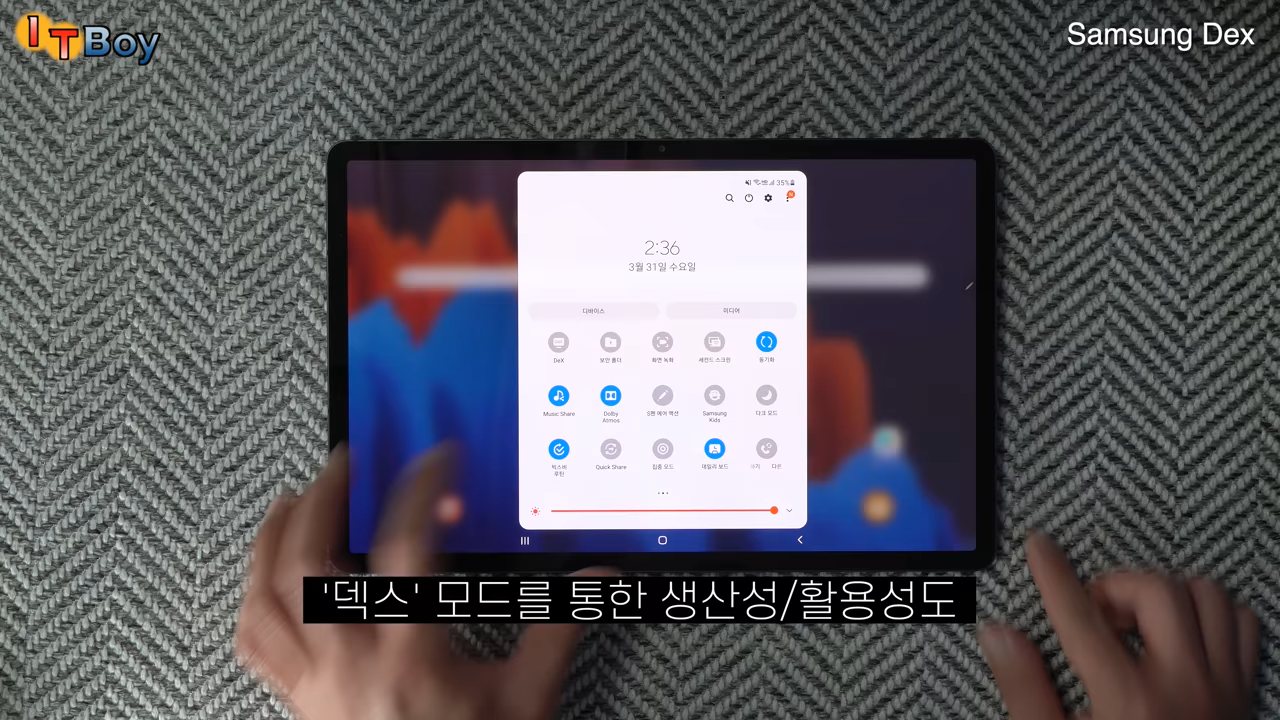 ITBoy
Samsung Dex
35%
2:36
3월 31일 수요일
디바이스
미디어
DeX
보안 폴더
화면 녹화
세컨드 스크린
동기화
Music Share
Dolby
Atmos
S펜 에어 액션
Samsung
Kids
다크 모드
빅스비
루틴
Quick Share
집중 모드
데일리 보드
다른
'덱스' 모드를 통한 생산성/활용성도